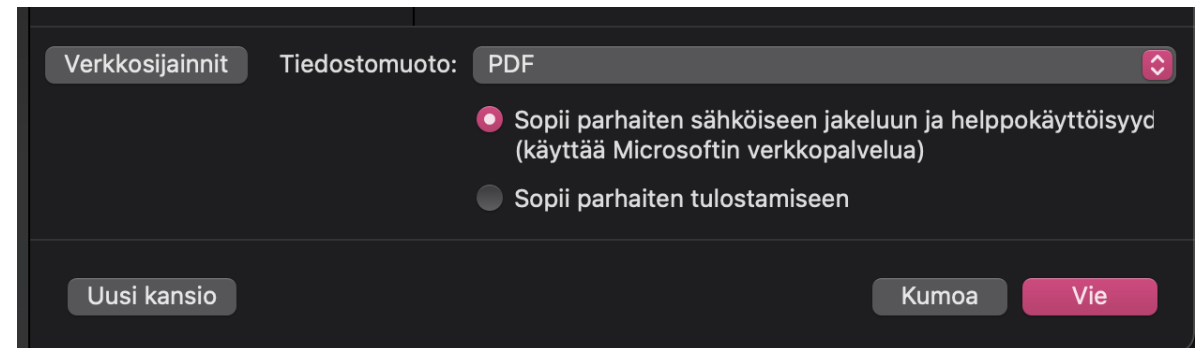 Verkkosijainnit Tiedostomuoto: PDF
Sopii parhaiten sähköiseen jakeluun ja helppokäyttöisyyd
(käyttää Microsoftin verkkopalvelua)
Sopii parhaiten tulostamiseen
Uusi kansio Kumoa Vie